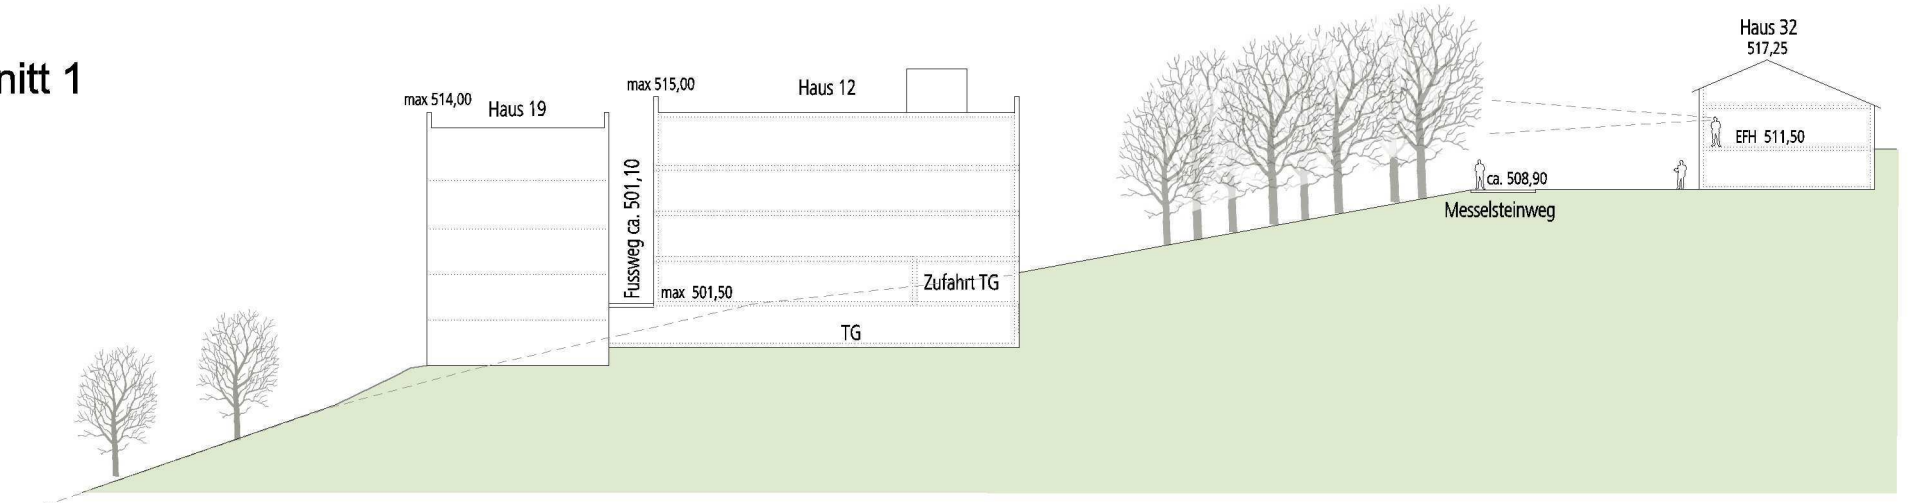 nitt 1
max 514,00
Haus 19
max 515,00
Haus 12
Haus 32
517,25
EFH 511,50
Fussweg ca. 501,10
ca. 508,90
Messelsteinweg
max 501,50
Zufahrt TG
TG